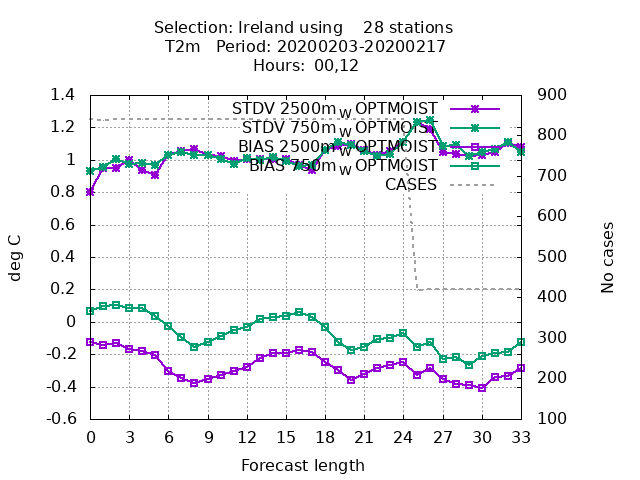 Selection: Ireland using    28 stations
T2m   Period: 20200203-20200217
Hours:  00,12
1.4
1.2
1
0.8
0.6
0.4
0.2
0
-0.2
-0.4
-0.6
deg C
STDV 2500m_W OPTMOIST
STDV 750m_W OPTMOIST
BIAS 2500m_W OPTMOIST
BIAS 750m_W OPTMOIST
CASES
900
800
700
600
500
400
300
200
100
No cases
0 3 6 9 12 15 18 21 24 27 30 33
Forecast length